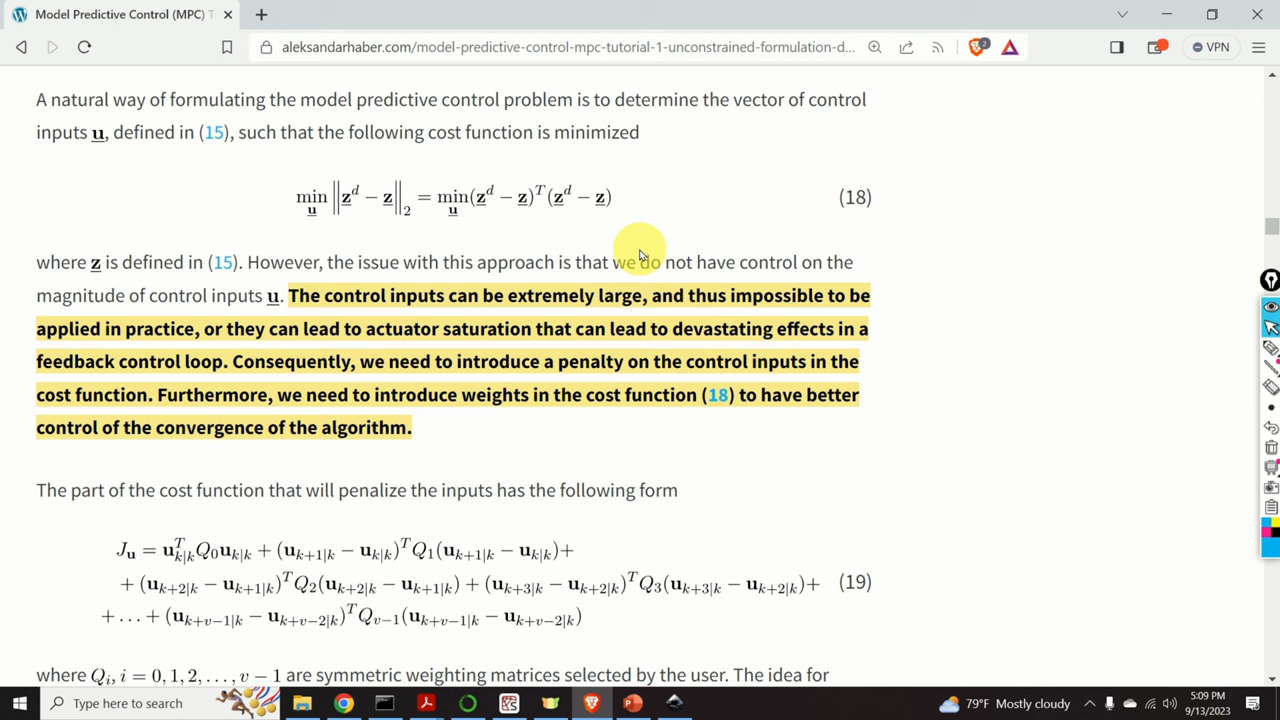 Model Predictive Control (MPC) T
aleksandarhaber.com/model-predictive-control-mpc-tutorial-1-unconstrained-formulation-d...
2
VPN
A natural way of formulating the model predictive control problem is to determine the vector of control
inputs u, defined in (15), such that the following cost function is minimized
min_u ‖z^d − z‖_2 = min_u (z^d − z)^T (z^d − z) (18)
where z is defined in (15). However, the issue with this approach is that we do not have control on the
magnitude of control inputs u. The control inputs can be extremely large, and thus impossible to be
applied in practice, or they can lead to actuator saturation that can lead to devastating effects in a
feedback control loop. Consequently, we need to introduce a penalty on the control inputs in the
cost function. Furthermore, we need to introduce weights in the cost function (18) to have better
control of the convergence of the algorithm.
The part of the cost function that will penalize the inputs has the following form
J_u = u_{k|k}^T Q_0 u_{k|k} + (u_{k+1|k} − u_{k|k})^T Q_1 (u_{k+1|k} − u_{k|k}) +
+ (u_{k+2|k} − u_{k+1|k})^T Q_2 (u_{k+2|k} − u_{k+1|k}) + (u_{k+3|k} − u_{k+2|k})^T Q_3 (u_{k+3|k} − u_{k+2|k}) + (19)
+ … + (u_{k+v−1|k} − u_{k+v−2|k})^T Q_{v−1} (u_{k+v−1|k} − u_{k+v−2|k})
where Q_i, i = 0, 1, 2, …, v − 1 are symmetric weighting matrices selected by the user. The idea for
Type here to search
79°F Mostly cloudy
5:09 PM
9/13/2023